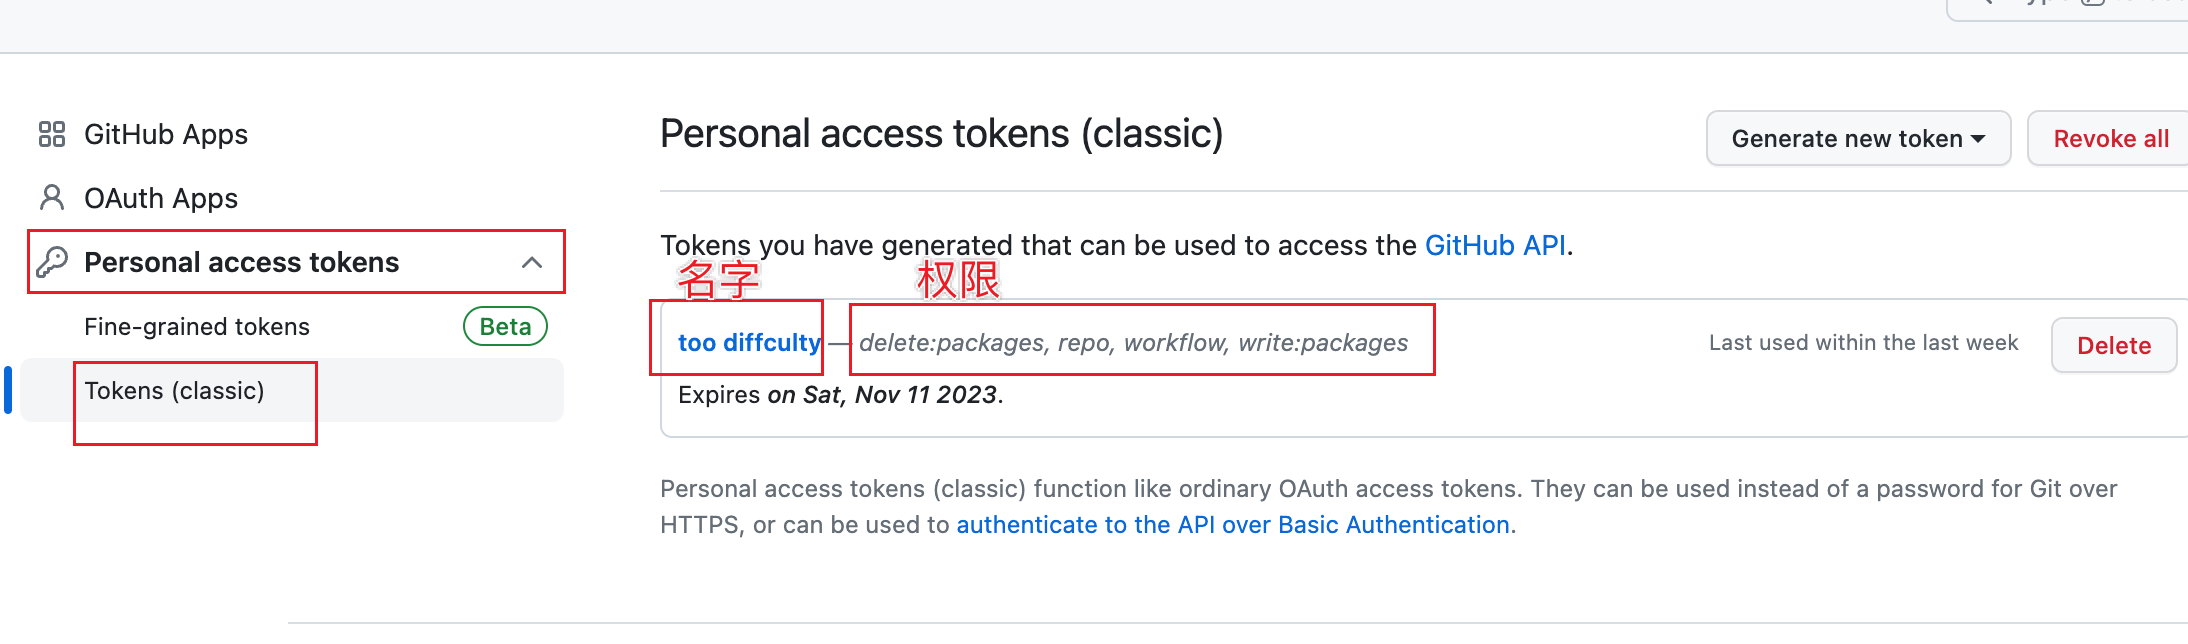 GitHub Apps
OAuth Apps
Personal access tokens
Fine-grained tokens Beta
Tokens (classic)
Personal access tokens (classic)
Generate new token
Revoke all
Tokens you have generated that can be used to access the GitHub API.
名字 权限
too diffculty — delete:packages, repo, workflow, write:packages
Last used within the last week
Delete
Expires on Sat, Nov 11 2023.
Personal access tokens (classic) function like ordinary OAuth access tokens. They can be used instead of a password for Git over
HTTPS, or can be used to authenticate to the API over Basic Authentication.